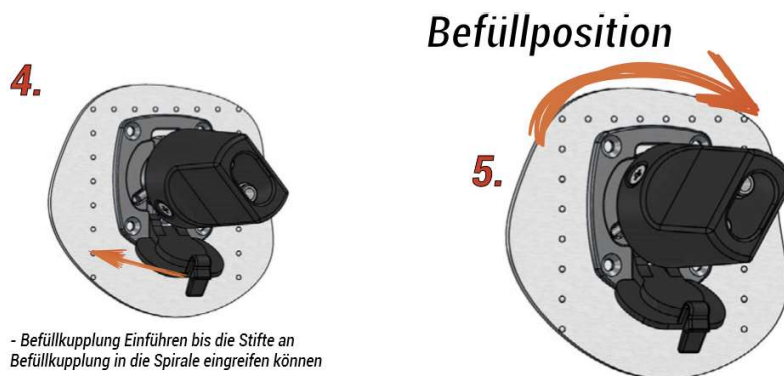 Befüllposition
4.
5.
- Befüllkupplung Einführen bis die Stifte an
Befüllkupplung in die Spirale eingreifen können